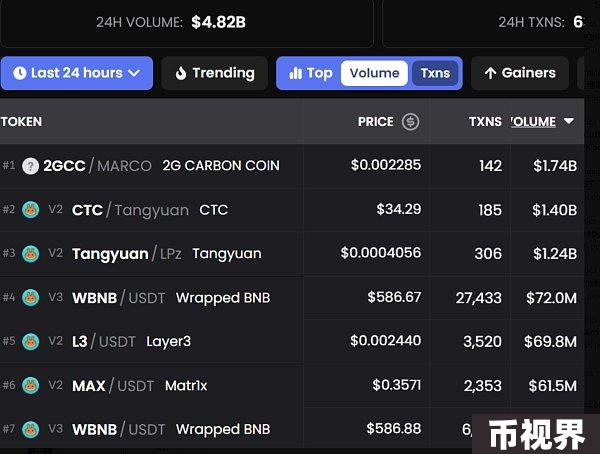 24H VOLUME: $4.82B 24H TXNS: 6
Last 24 hours Trending Top Volume Txns Gainers
TOKEN PRICE TXNS VOLUME
#1 ? 2GCC/MARCO 2G CARBON COIN $0.002285 142 $1.74B
#2 V2 CTC/Tangyuan CTC $34.29 185 $1.40B
#3 V2 Tangyuan/LPz Tangyuan $0.0004056 306 $1.24B
#4 V3 WBNB/USDT Wrapped BNB $586.67 27,433 $72.0M
#5 V2 L3/USDT Layer3 $0.002440 3,520 $69.8M
#6 V2 MAX/USDT Matr1x $0.3571 2,353 $61.5M
#7 V3 WBNB/USDT Wrapped BNB $586.88 6,
币视界